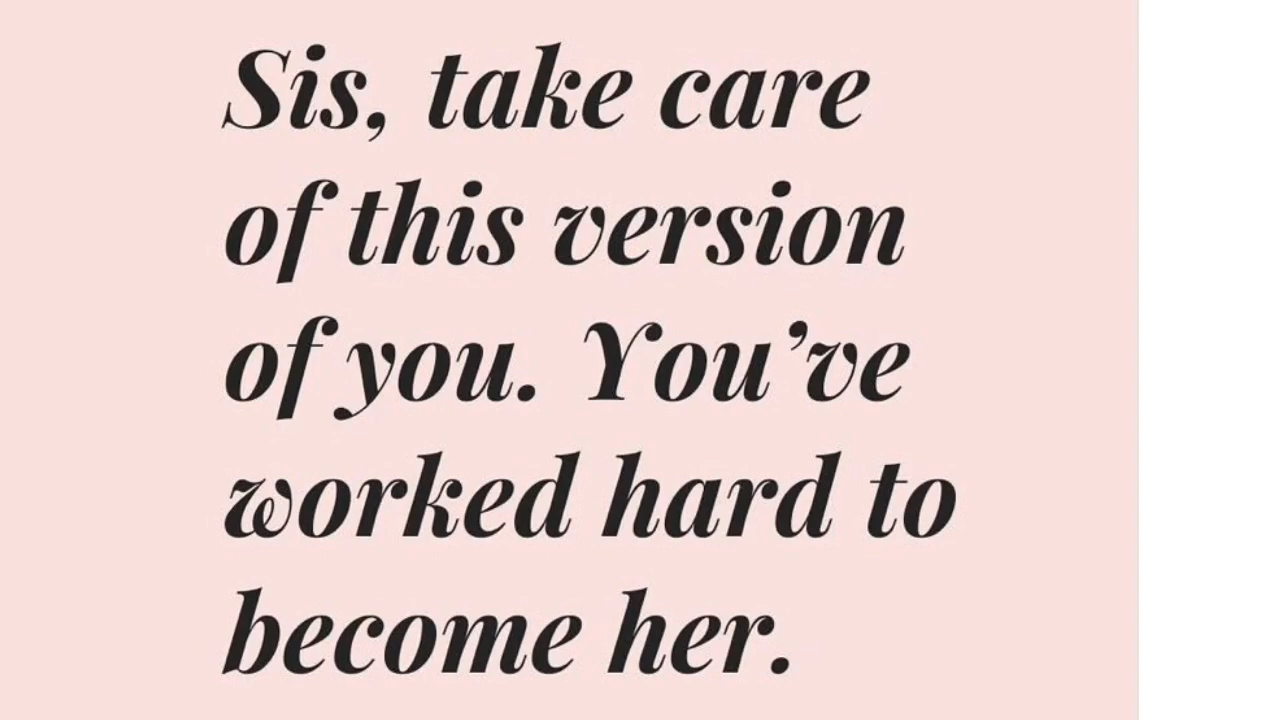 Sis, take care
of this version
of you. You’ve
worked hard to
become her.